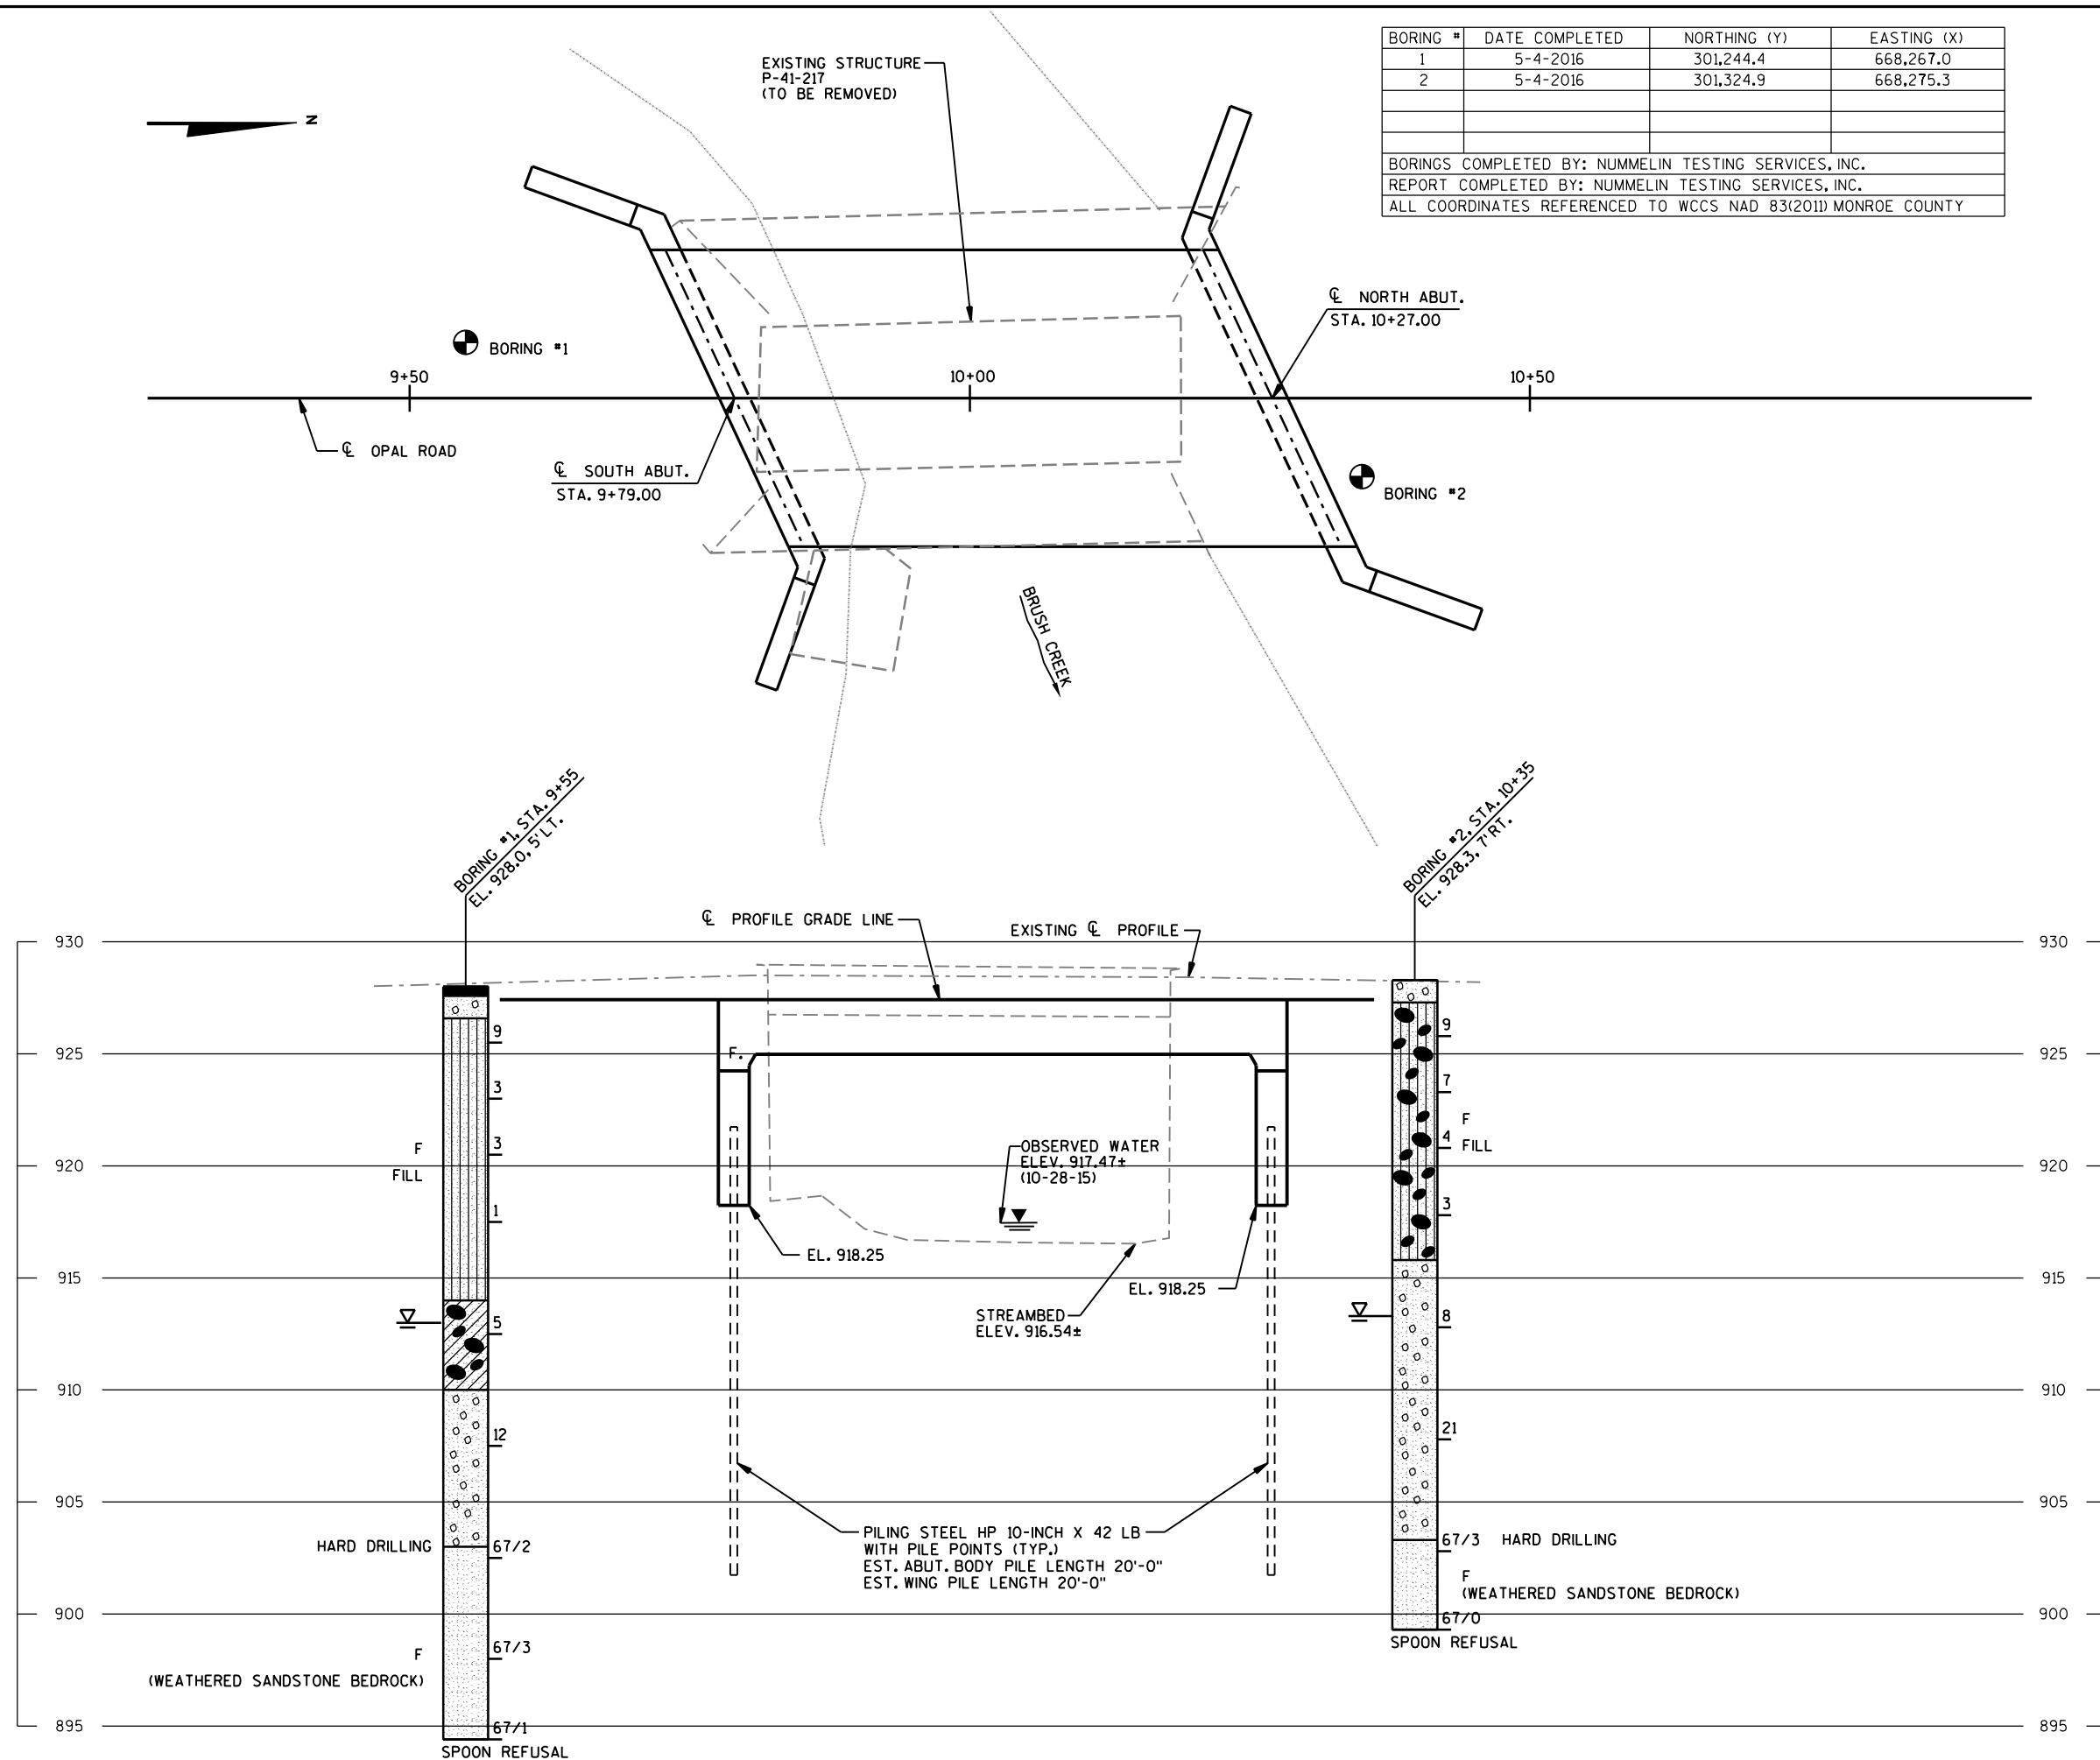 BORING # DATE COMPLETED NORTHING (Y) EASTING (X)
1 5-4-2016 301,244.4 668,267.0
2 5-4-2016 301,324.9 668,275.3
BORINGS COMPLETED BY: NUMMELIN TESTING SERVICES, INC.
REPORT COMPLETED BY: NUMMELIN TESTING SERVICES, INC.
ALL COORDINATES REFERENCED TO WCCS NAD 83(2011) MONROE COUNTY
EXISTING STRUCTURE
P-41-217
(TO BE REMOVED)
N
℄ NORTH ABUT.
STA. 10+27.00
BORING #1
9+50
10+00
10+50
℄ OPAL ROAD
℄ SOUTH ABUT.
STA. 9+79.00
BORING #2
BRUSH CREEK
BORING #1, STA. 9+55
EL. 928.0, 5' LT.
BORING #2, STA. 10+35
EL. 928.3, 7' RT.
℄ PROFILE GRADE LINE
EXISTING ℄ PROFILE
930 930
9
9
925 F. 925
3
7
F
3
F
FILL
4
FILL
OBSERVED WATER
ELEV. 917.47±
(10-28-15)
920 920
1
3
EL. 918.25
EL. 918.25
915 915
STREAMBED
ELEV. 916.54±
5
8
910 910
12
21
905 905
PILING STEEL HP 10-INCH X 42 LB
WITH PILE POINTS (TYP.)
EST. ABUT. BODY PILE LENGTH 20'-0"
EST. WING PILE LENGTH 20'-0"
HARD DRILLING 67/2
67/3 HARD DRILLING
F
(WEATHERED SANDSTONE BEDROCK)
900 900
67/0
SPOON REFUSAL
67/3
F
(WEATHERED SANDSTONE BEDROCK)
895 895
67/1
SPOON REFUSAL